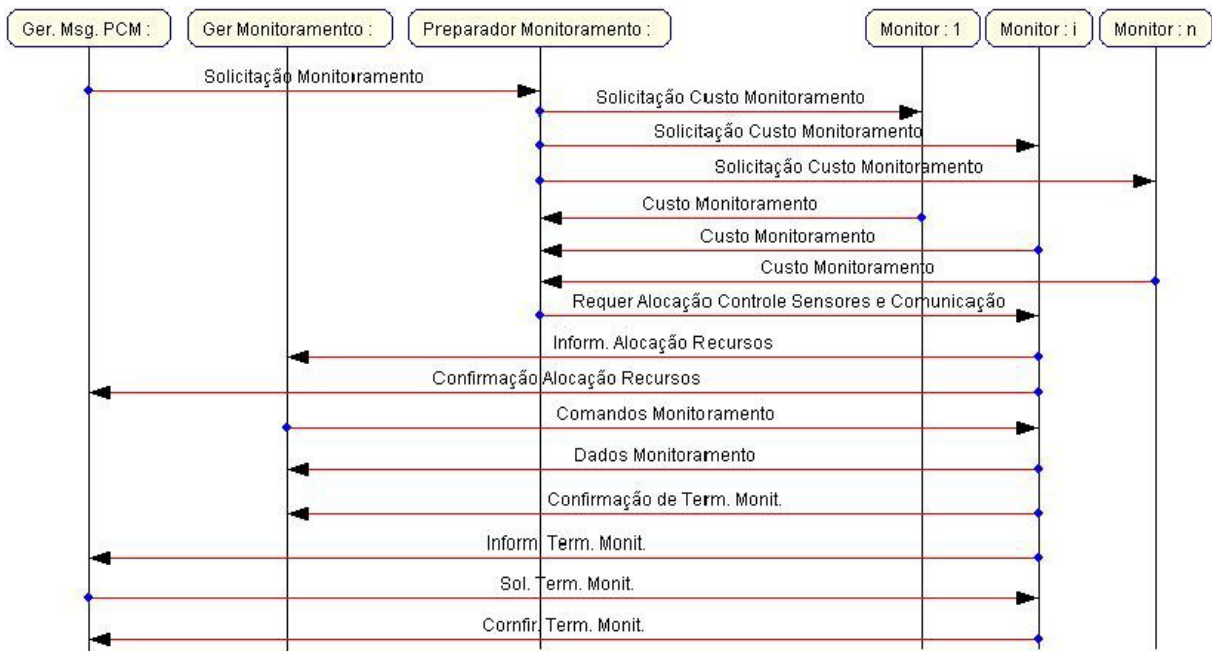 Ger. Msg. PCM :
Ger Monitoramento :
Preparador Monitoramento :
Monitor : 1
Monitor : i
Monitor : n
Solicitação Monitoramento
Solicitação Custo Monitoramento
Solicitação Custo Monitoramento
Solicitação Custo Monitoramento
Custo Monitoramento
Custo Monitoramento
Custo Monitoramento
Requer Alocação Controle Sensores e Comunicação
Inform. Alocação Recursos
Confirmação Alocação Recursos
Comandos Monitoramento
Dados Monitoramento
Confirmação de Term. Monit.
Inform. Term. Monit.
Sol. Term. Monit.
Comfir. Term. Monit.